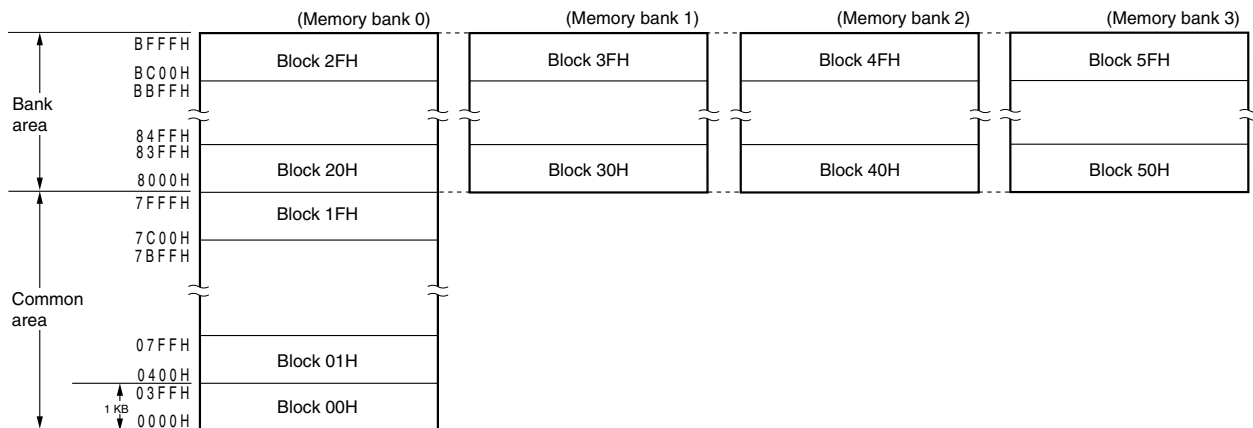 (Memory bank 0) (Memory bank 1) (Memory bank 2) (Memory bank 3)
BFFFH
Block 2FH Block 3FH Block 4FH Block 5FH
BC00H
BBFFH
Bank
area
84FFH
83FFH
Block 20H Block 30H Block 40H Block 50H
8000H
7FFFH
Block 1FH
7C00H
7BFFH
Common
area
07FFH
Block 01H
0400H
03FFH
1 KB
Block 00H
0000H